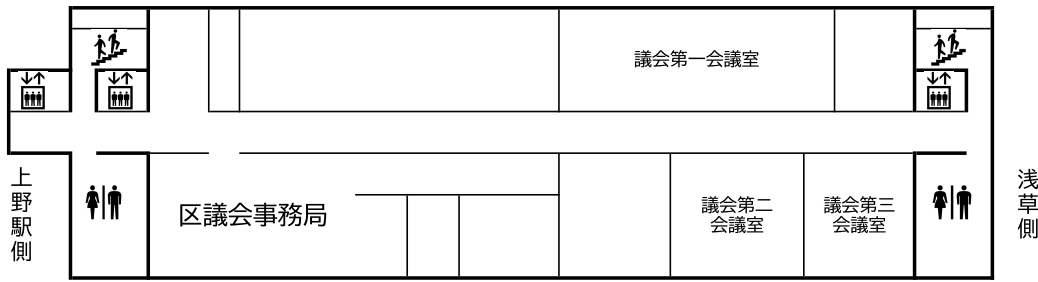 議会第一会議室
上野駅側
区議会事務局
議会第二
会議室
議会第三
会議室
浅草側